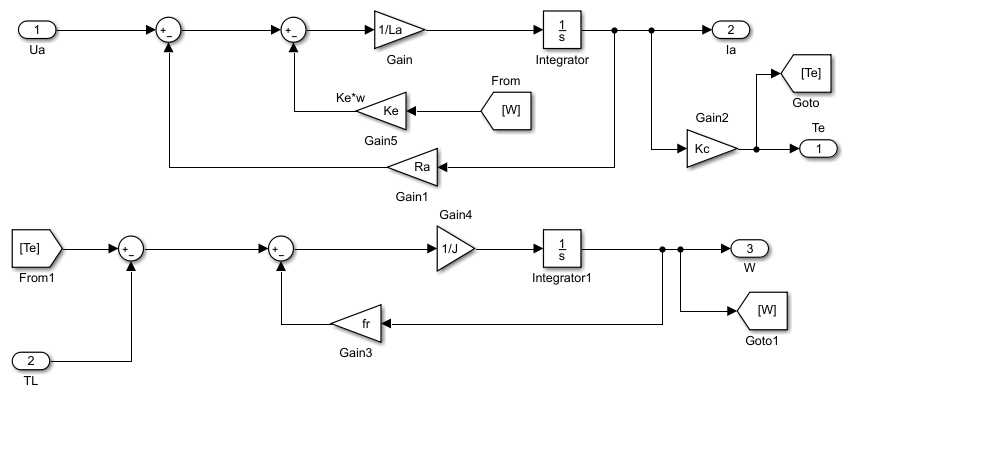 1
Ua
+
-
+
-
1/La
Gain
1
s
Integrator
2
Ia
[Te]
Goto
From
[W]
Ke*w
Ke
Gain5
Gain2
Kc
Te
1
Ra
Gain1
[Te]
From1
+
-
+
-
Gain4
1/J
1
s
Integrator1
3
W
[W]
Goto1
fr
Gain3
2
TL